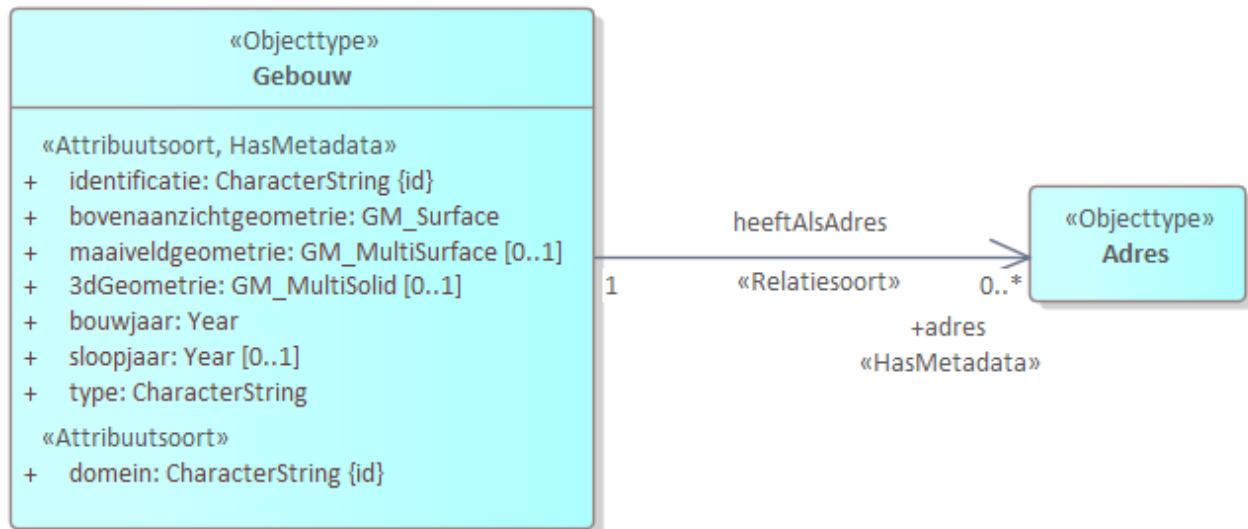 «Objecttype»
Gebouw
«Attribuutsoort, HasMetadata»
+ identificatie: CharacterString {id}
+ bovenaanzichtgeometrie: GM_Surface
+ maaiveldgeometrie: GM_MultiSurface [0..1]
+ 3dGeometrie: GM_MultiSolid [0..1]
+ bouwjaar: Year
+ sloopjaar: Year [0..1]
+ type: CharacterString
«Attribuutsoort»
+ domein: CharacterString {id}
heeftAlsAdres
1 «Relatiesoort» 0..*
+adres
«HasMetadata»
«Objecttype»
Adres